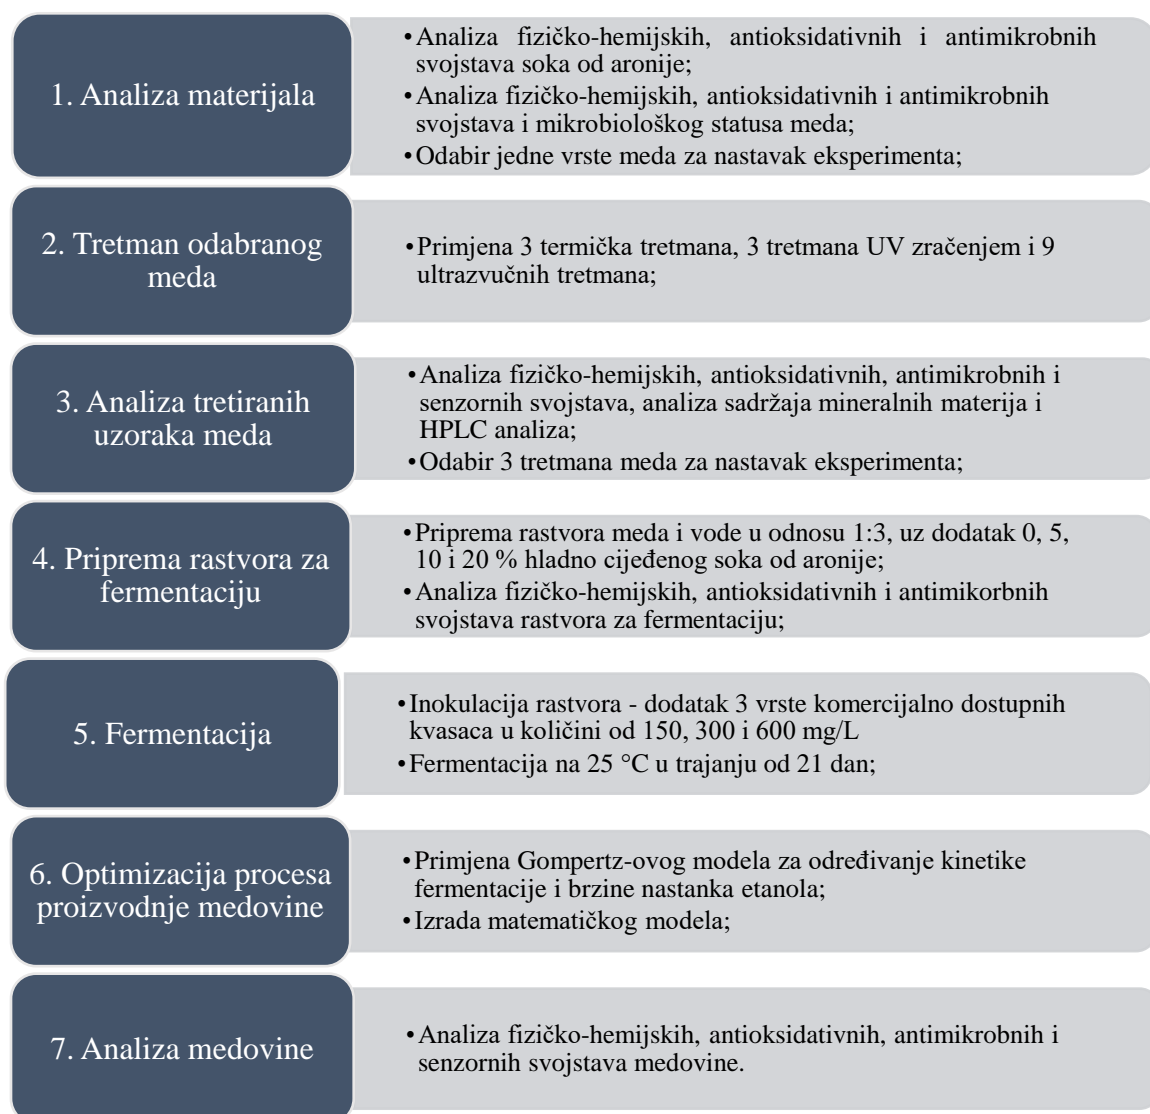 1. Analiza materijala
•Analiza fizičko-hemijskih, antioksidativnih i antimikrobnih
svojstava soka od aronije;
•Analiza fizičko-hemijskih, antioksidativnih i antimikrobnih
svojstava i mikrobiološkog statusa meda;
•Odabir jedne vrste meda za nastavak eksperimenta;
2. Tretman odabranog
meda
•Primjena 3 termička tretmana, 3 tretmana UV zračenjem i 9
ultrazvučnih tretmana;
3. Analiza tretiranih
uzoraka meda
•Analiza fizičko-hemijskih, antioksidativnih, antimikrobnih i
senzornih svojstava, analiza sadržaja mineralnih materija i
HPLC analiza;
•Odabir 3 tretmana meda za nastavak eksperimenta;
4. Priprema rastvora za
fermentaciju
•Priprema rastvora meda i vode u odnosu 1:3, uz dodatak 0, 5,
10 i 20 % hladno cijeđenog soka od aronije;
•Analiza fizičko-hemijskih, antioksidativnih i antimikorbnih
svojstava rastvora za fermentaciju;
5. Fermentacija
•Inokulacija rastvora - dodatak 3 vrste komercijalno dostupnih
kvasaca u količini od 150, 300 i 600 mg/L
•Fermentacija na 25 °C u trajanju od 21 dan;
6. Optimizacija procesa
proizvodnje medovine
•Primjena Gompertz-ovog modela za određivanje kinetike
fermentacije i brzine nastanka etanola;
•Izrada matematičkog modela;
7. Analiza medovine
•Analiza fizičko-hemijskih, antioksidativnih, antimikrobnih i
senzornih svojstava medovine.